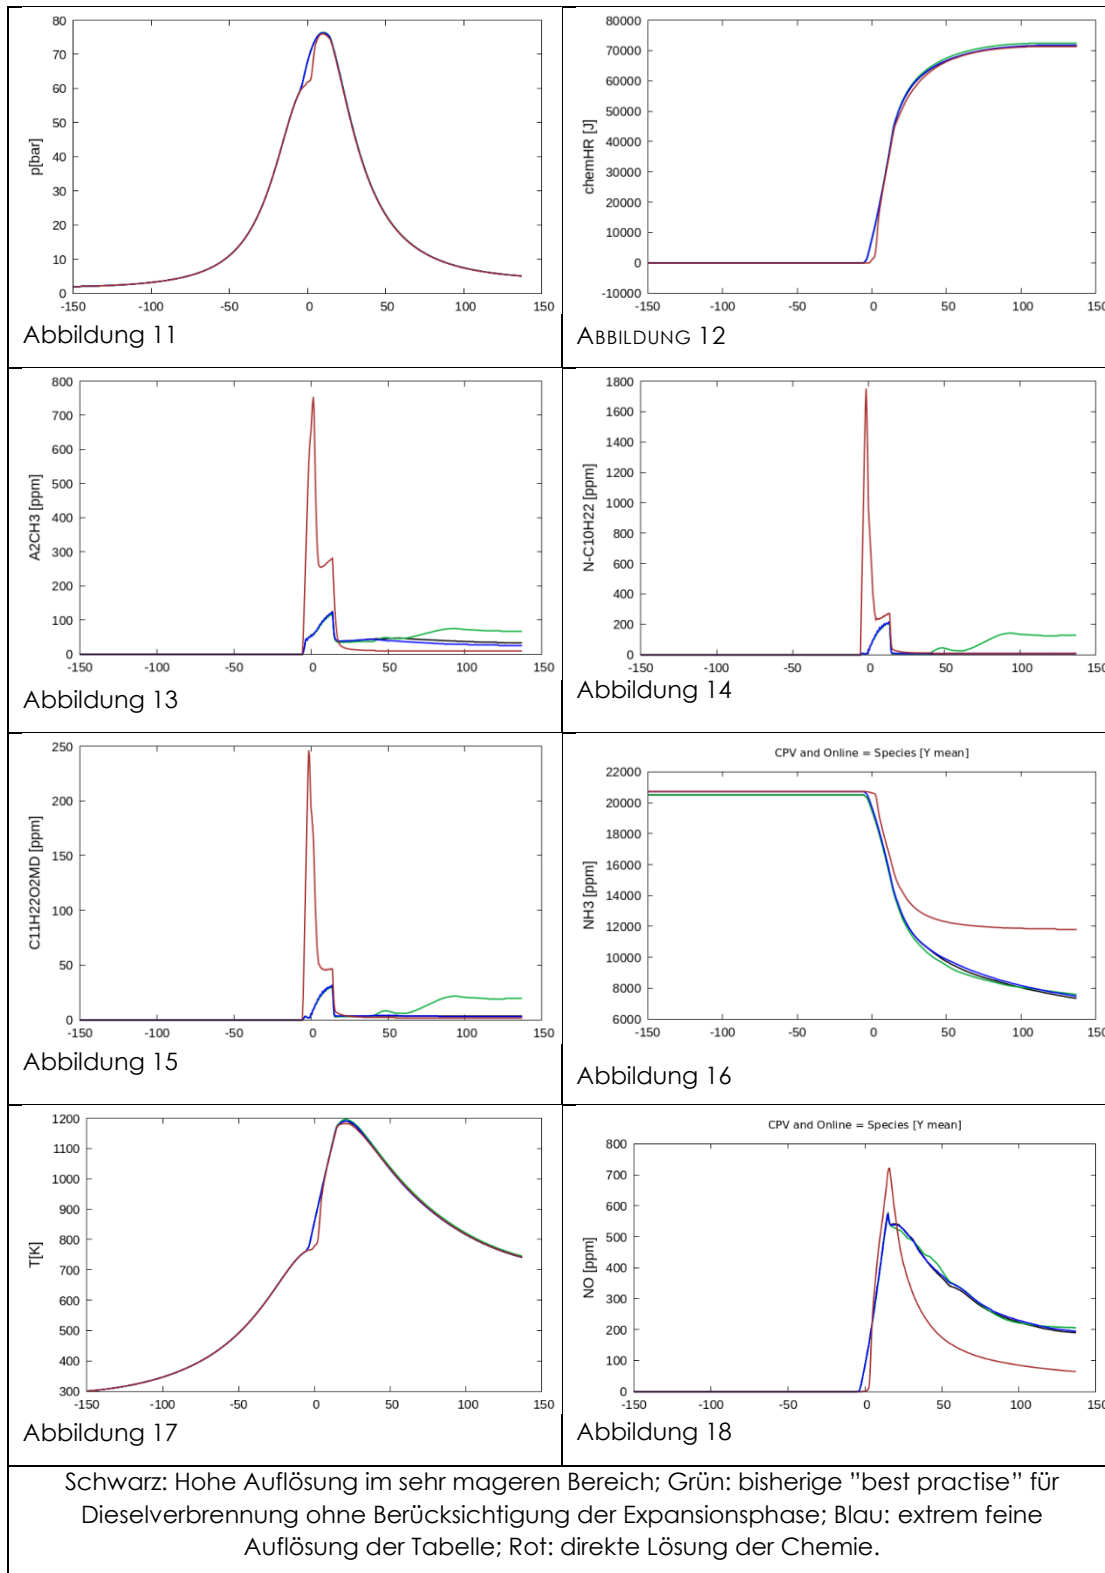 80
70
60
50
40
30
20
10
0
p[bar]
-150 -100 -50 0 50 100 150
Abbildung 11
80000
70000
60000
50000
40000
30000
20000
10000
0
-10000
chemHR [J]
-150 -100 -50 0 50 100 150
ABBILDUNG 12
800
700
600
500
400
300
200
100
0
A2CH3 [ppm]
-150 -100 -50 0 50 100 150
Abbildung 13
1800
1600
1400
1200
1000
800
600
400
200
0
N-C10H22 [ppm]
-150 -100 -50 0 50 100 150
Abbildung 14
250
200
150
100
50
0
C11H22O2MD [ppm]
-150 -100 -50 0 50 100 150
Abbildung 15
CPV and Online = Species [Y mean]
22000
20000
18000
16000
14000
12000
10000
8000
6000
NH3 [ppm]
-150 -100 -50 0 50 100 150
Abbildung 16
1200
1100
1000
900
800
700
600
500
400
300
T[K]
-150 -100 -50 0 50 100 150
Abbildung 17
CPV and Online = Species [Y mean]
800
700
600
500
400
300
200
100
0
NO [ppm]
-150 -100 -50 0 50 100 150
Abbildung 18
Schwarz: Hohe Auflösung im sehr mageren Bereich; Grün: bisherige "best practise" für
Dieselverbrennung ohne Berücksichtigung der Expansionsphase; Blau: extrem feine
Auflösung der Tabelle; Rot: direkte Lösung der Chemie.